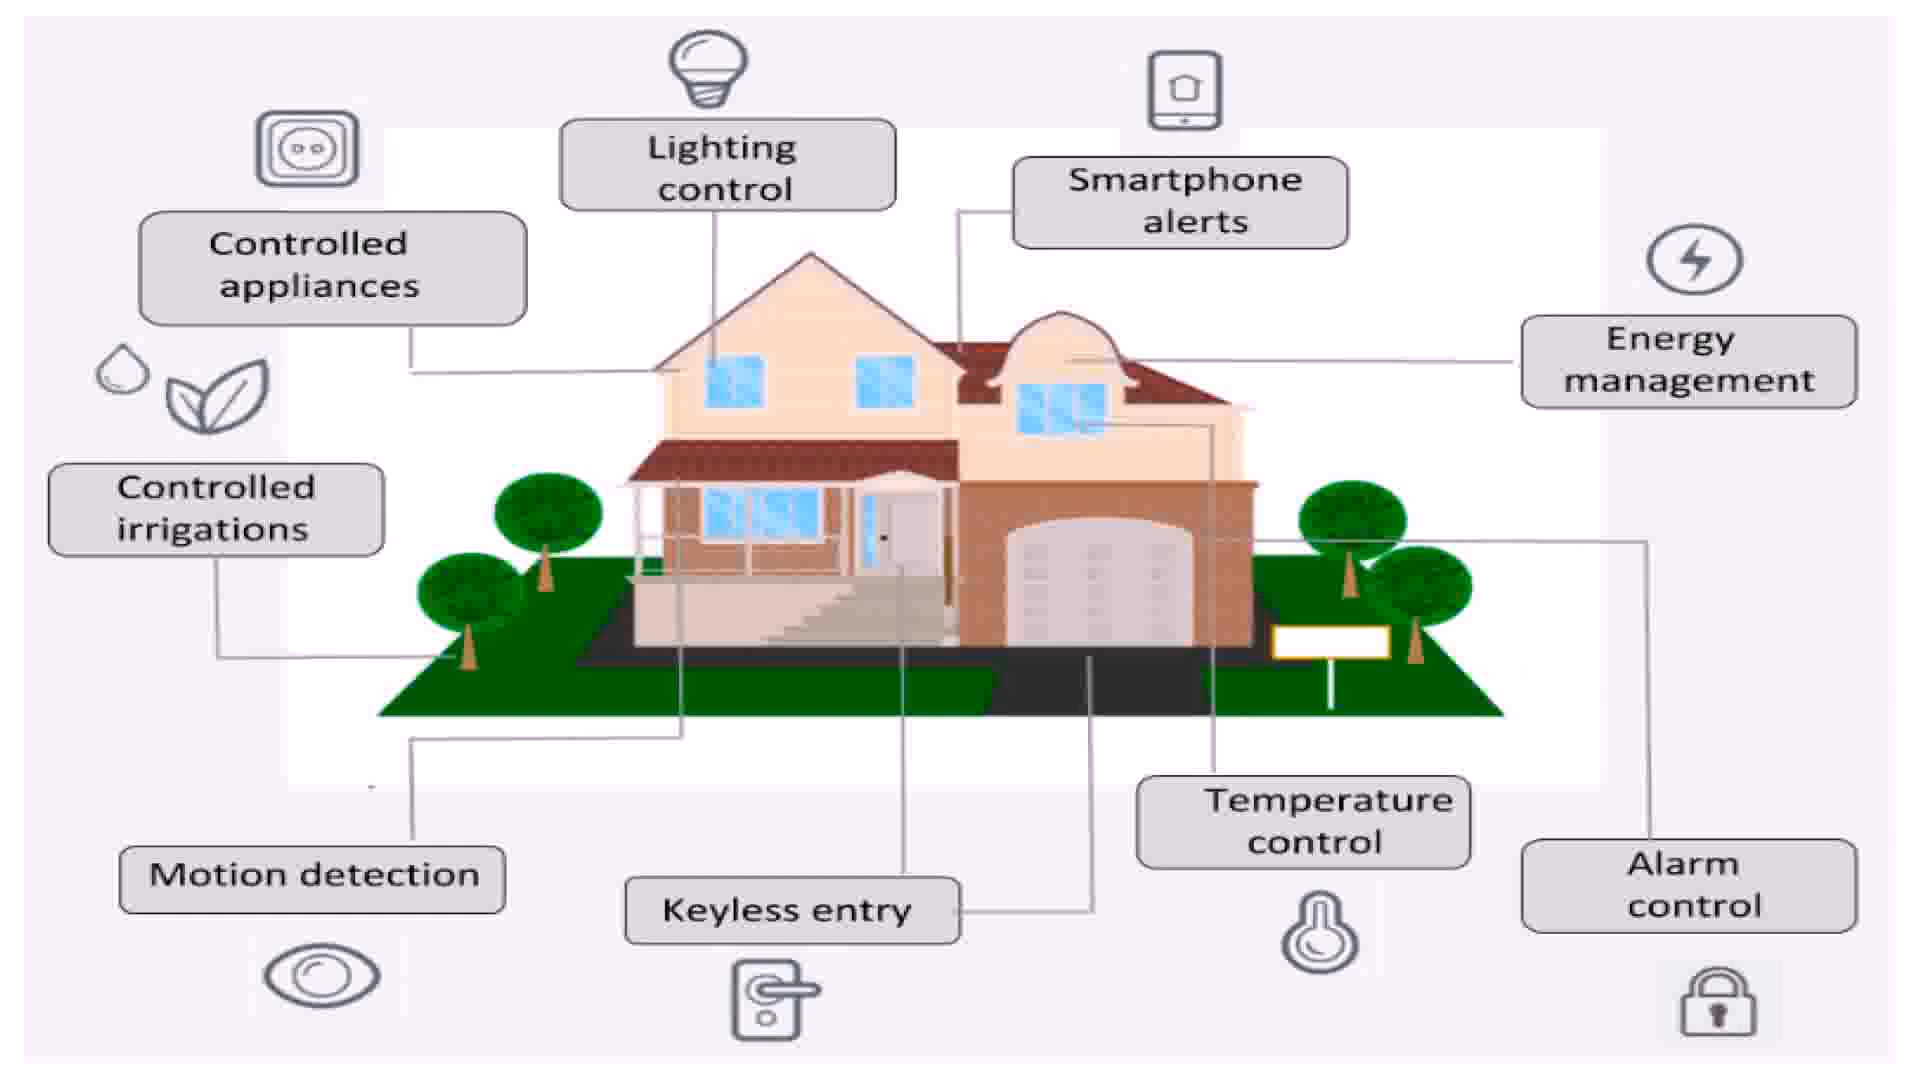 Lighting
control
Smartphone
alerts
Controlled
appliances
Energy
management
Controlled
irrigations
Temperature
control
Motion detection
Keyless entry
Alarm
control